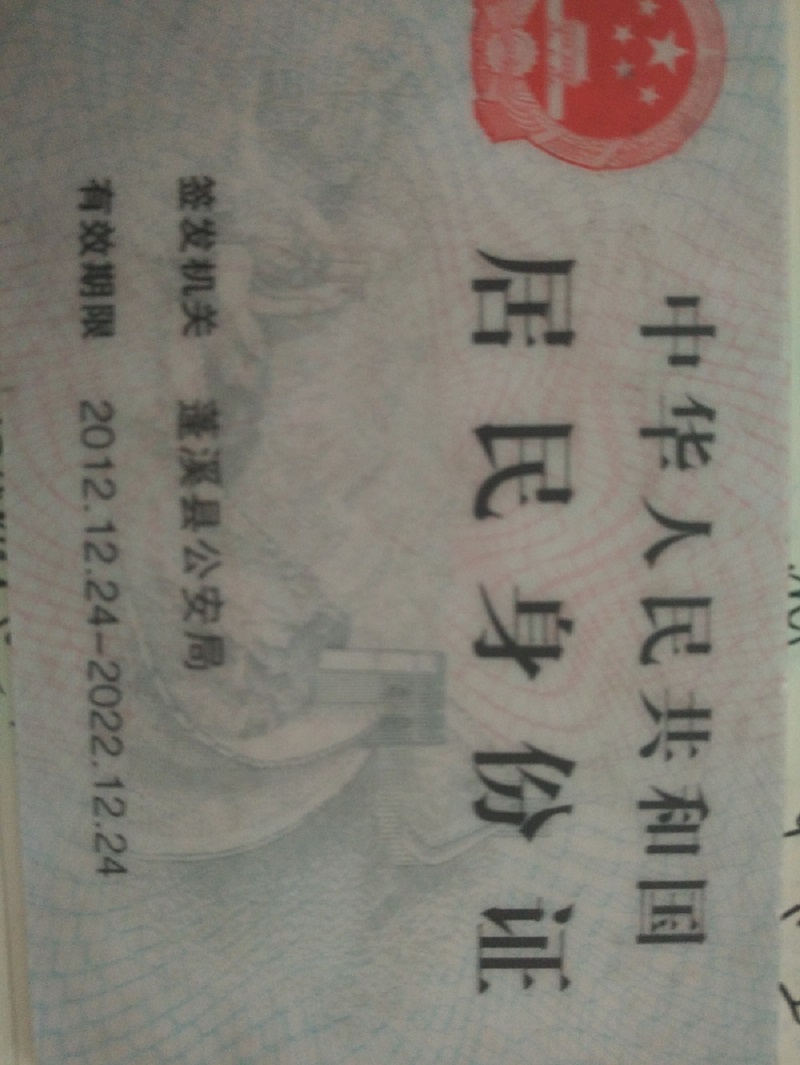 中华人民共和国
居民身份证
签发机关 蓬溪县公安局
有效期限 2012.12.24-2022.12.24